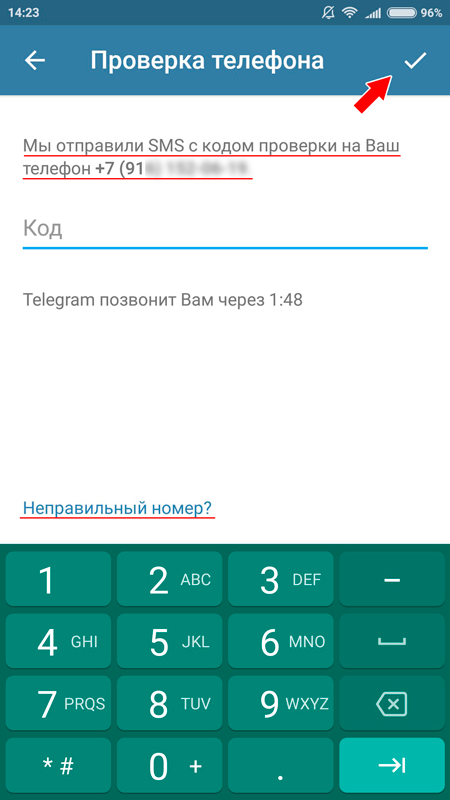 14:23 96%
Проверка телефона
Мы отправили SMS с кодом проверки на Ваш
телефон +7 (91
Код
Telegram позвонит Вам через 1:48
Неправильный номер?
1 2 ABC 3 DEF –
4 GHI 5 JKL 6 MNO
7 PRQS 8 TUV 9 WXYZ
* # 0 + .